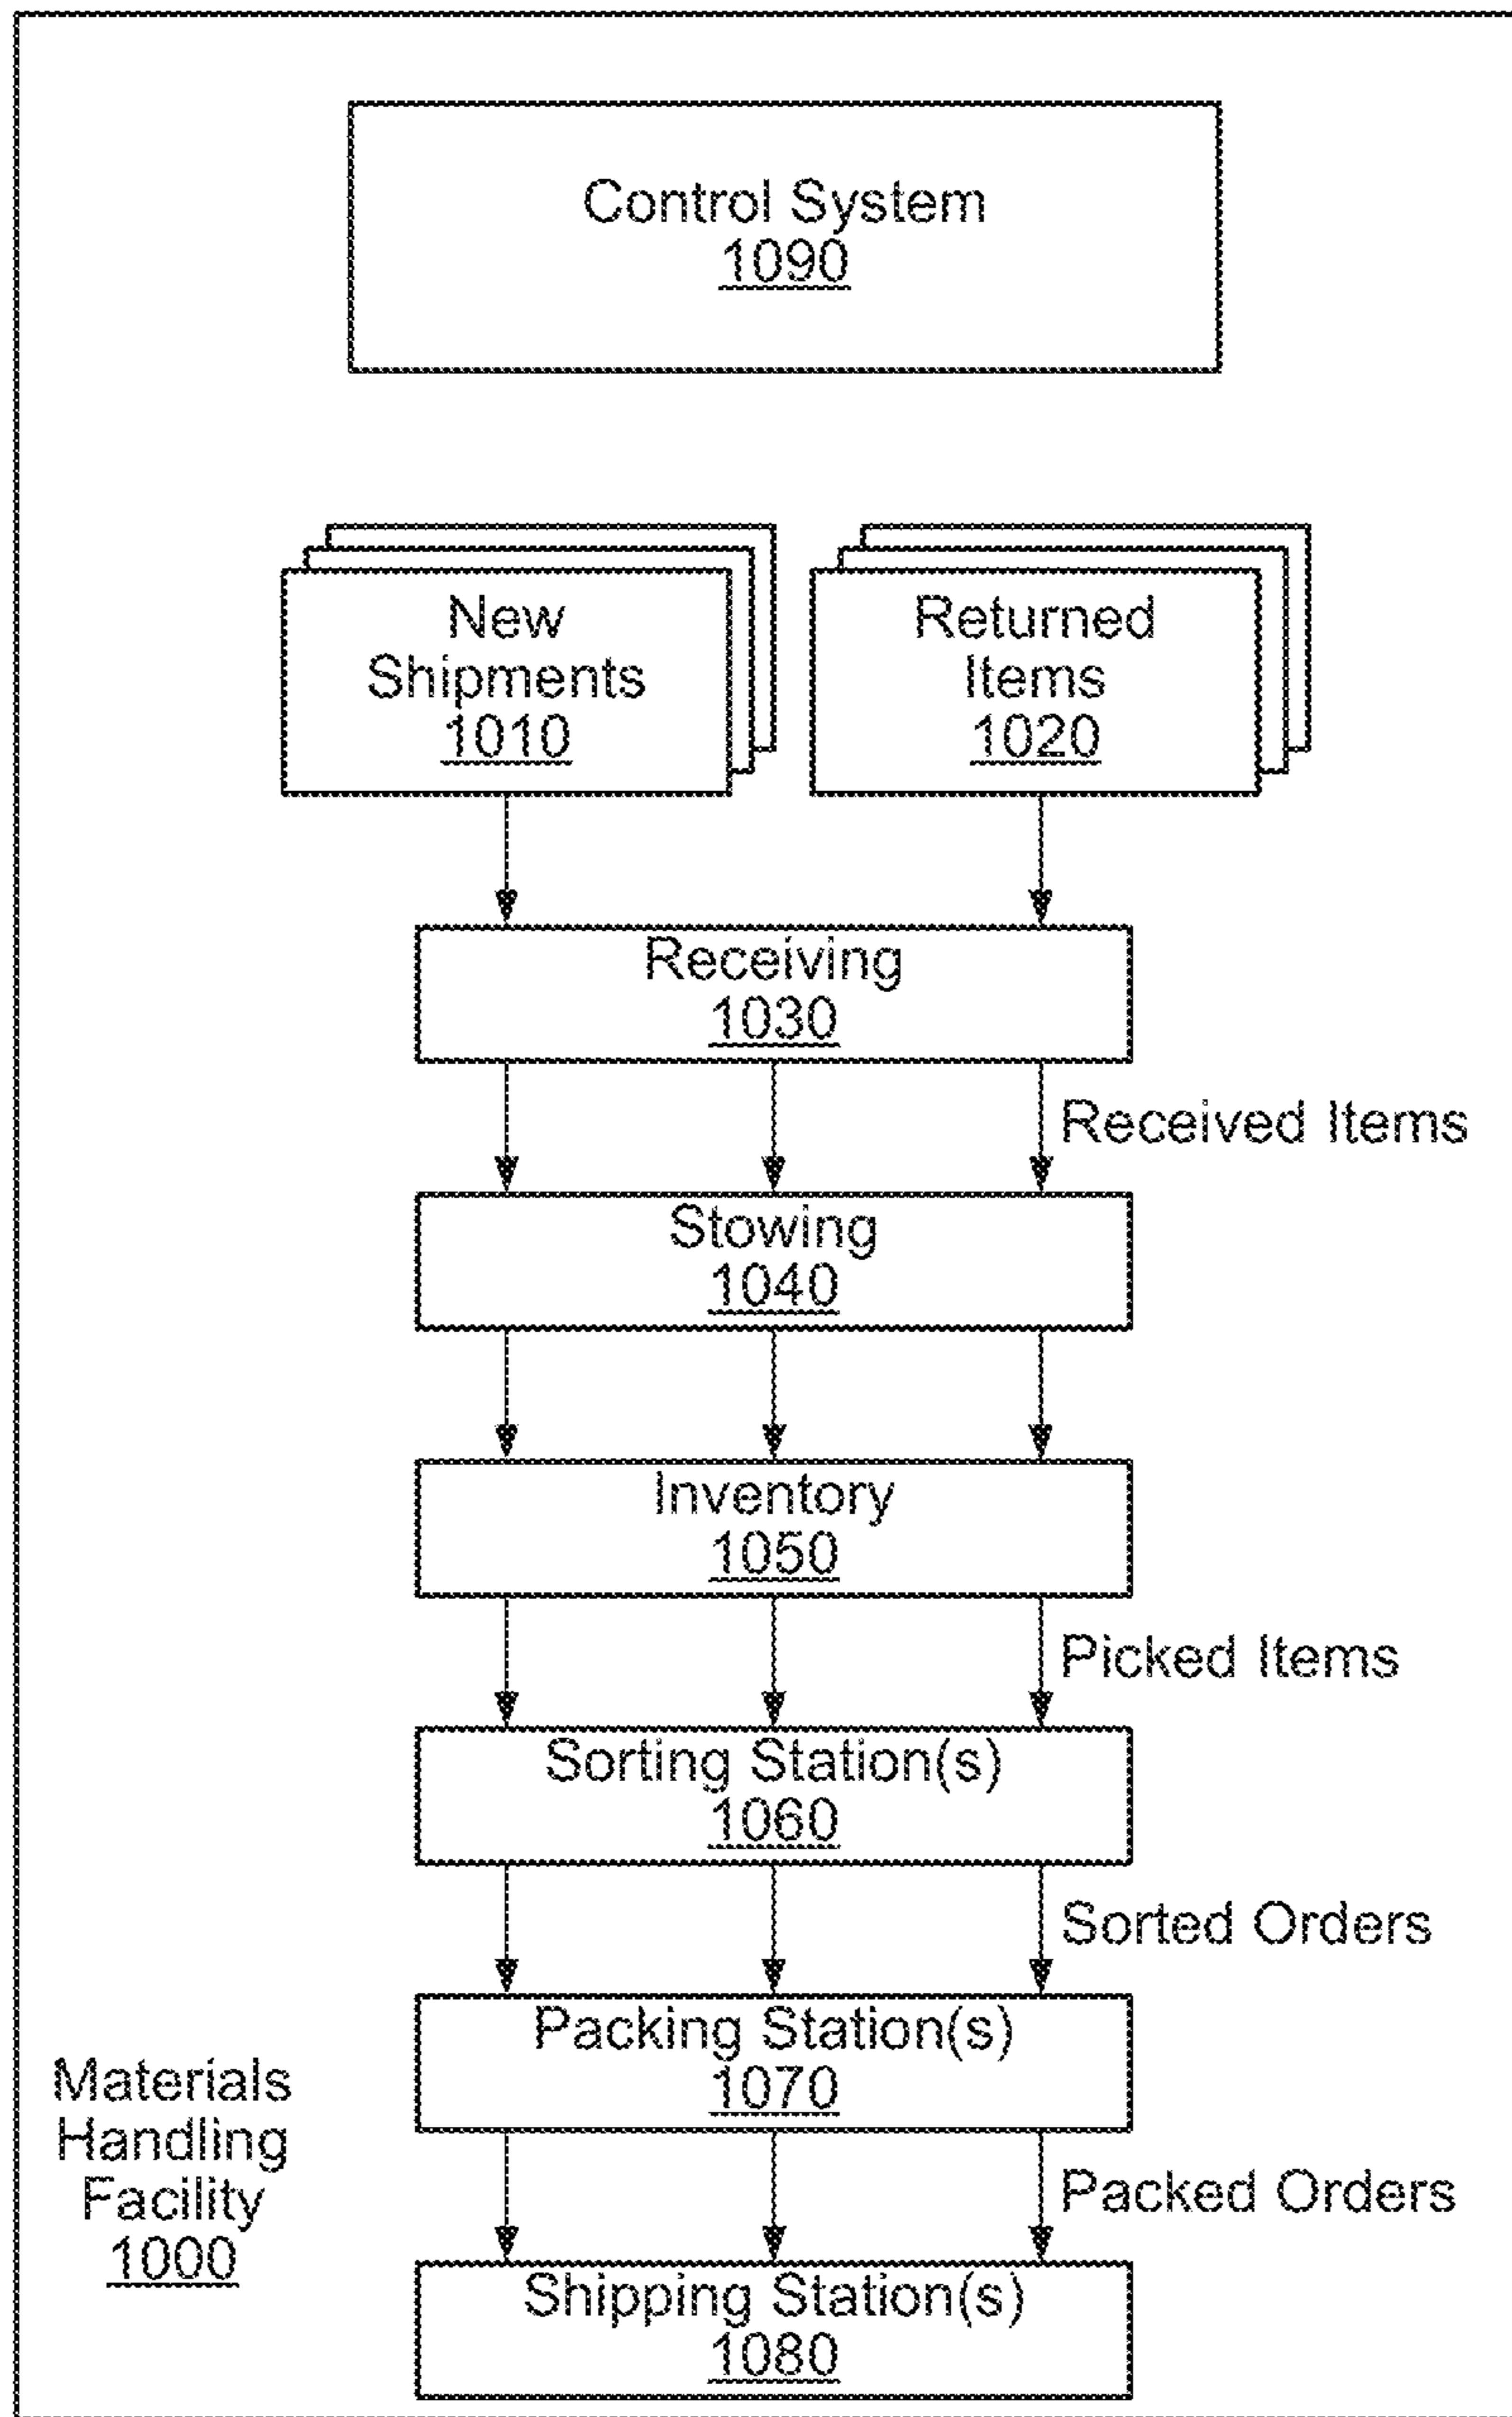 Control System
1090
New
Shipments
1010
Returned
Items
1020
Receiving
1030
Received Items
Stowing
1040
Inventory
1050
Picked Items
Sorting Station(s)
1060
Sorted Orders
Packing Station(s)
1070
Materials
Handling
Facility
1000
Packed Orders
Shipping Station(s)
1080